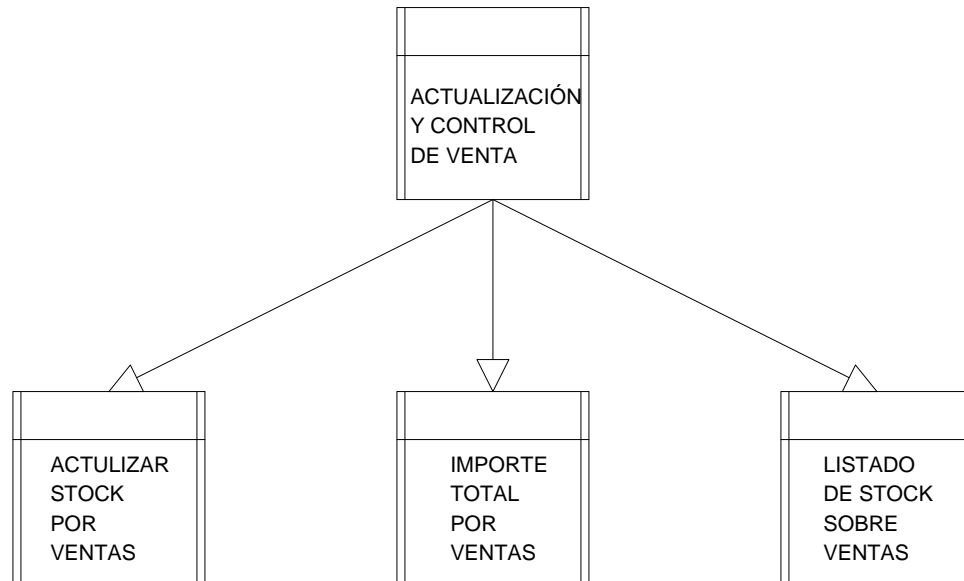 ACTUALIZACIÓN
Y CONTROL
DE VENTA
ACTULIZAR
STOCK
POR
VENTAS
IMPORTE
TOTAL
POR
VENTAS
LISTADO
DE STOCK
SOBRE
VENTAS